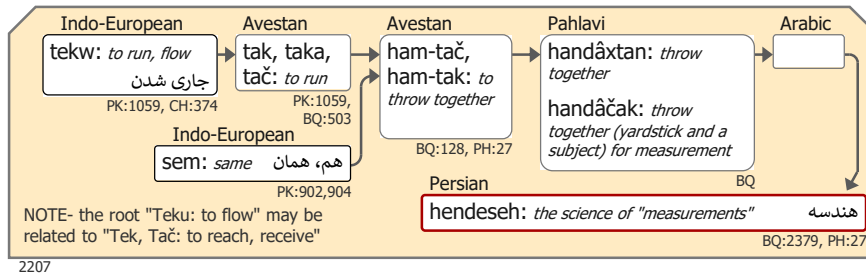 Indo-European
tekw: to run, flow
جاری شدن
PK:1059, CH:374
Avestan
tak, taka,
tač: to run
PK:1059,
BQ:503
Indo-European
sem: same هم، همان
PK:902,904
Avestan
ham-tač,
ham-tak: to
throw together
BQ:128, PH:27
Pahlavi
handâxtan: throw
together
handâčak: throw
together (yardstick and a
subject) for measurement
BQ
Arabic
Persian
hendeseh: the science of "measurements" هندسه
BQ:2379, PH:27
NOTE- the root "Teku: to flow" may be
related to "Tek, Tač: to reach, receive"
2207